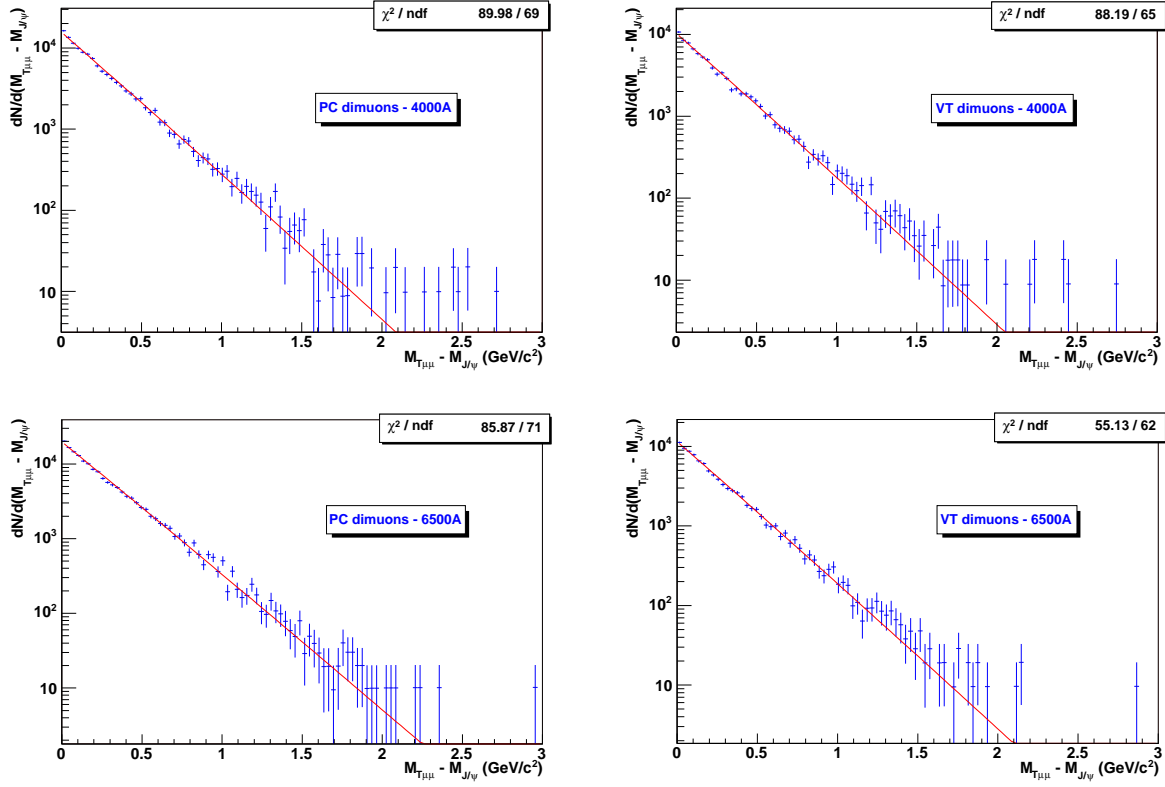 χ² / ndf 89.98 / 69
dN/d(M_Tμμ - M_J/ψ)
10⁴
10³
10²
10
PC dimuons - 4000A
0 0.5 1 1.5 2 2.5 3
M_Tμμ - M_J/ψ (GeV/c²)
χ² / ndf 88.19 / 65
dN/d(M_Tμμ - M_J/ψ)
10⁴
10³
10²
10
VT dimuons - 4000A
0 0.5 1 1.5 2 2.5 3
M_Tμμ - M_J/ψ (GeV/c²)
χ² / ndf 85.87 / 71
dN/d(M_Tμμ - M_J/ψ)
10⁴
10³
10²
10
PC dimuons - 6500A
0 0.5 1 1.5 2 2.5 3
M_Tμμ - M_J/ψ (GeV/c²)
χ² / ndf 55.13 / 62
dN/d(M_Tμμ - M_J/ψ)
10⁴
10³
10²
10
VT dimuons - 6500A
0 0.5 1 1.5 2 2.5 3
M_Tμμ - M_J/ψ (GeV/c²)